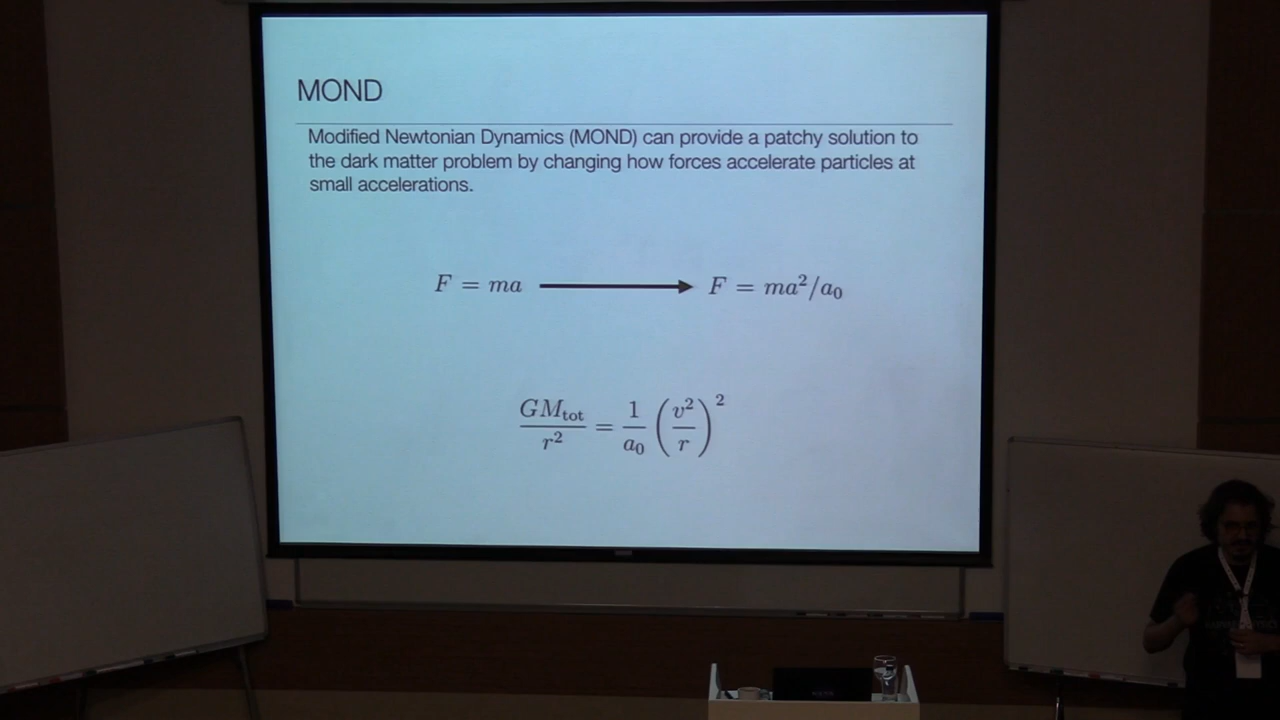 MOND
Modified Newtonian Dynamics (MOND) can provide a patchy solution to
the dark matter problem by changing how forces accelerate particles at
small accelerations.
F = ma ⟶ F = ma²/a₀
GM_tot / r² = 1/a₀ (v²/r)²